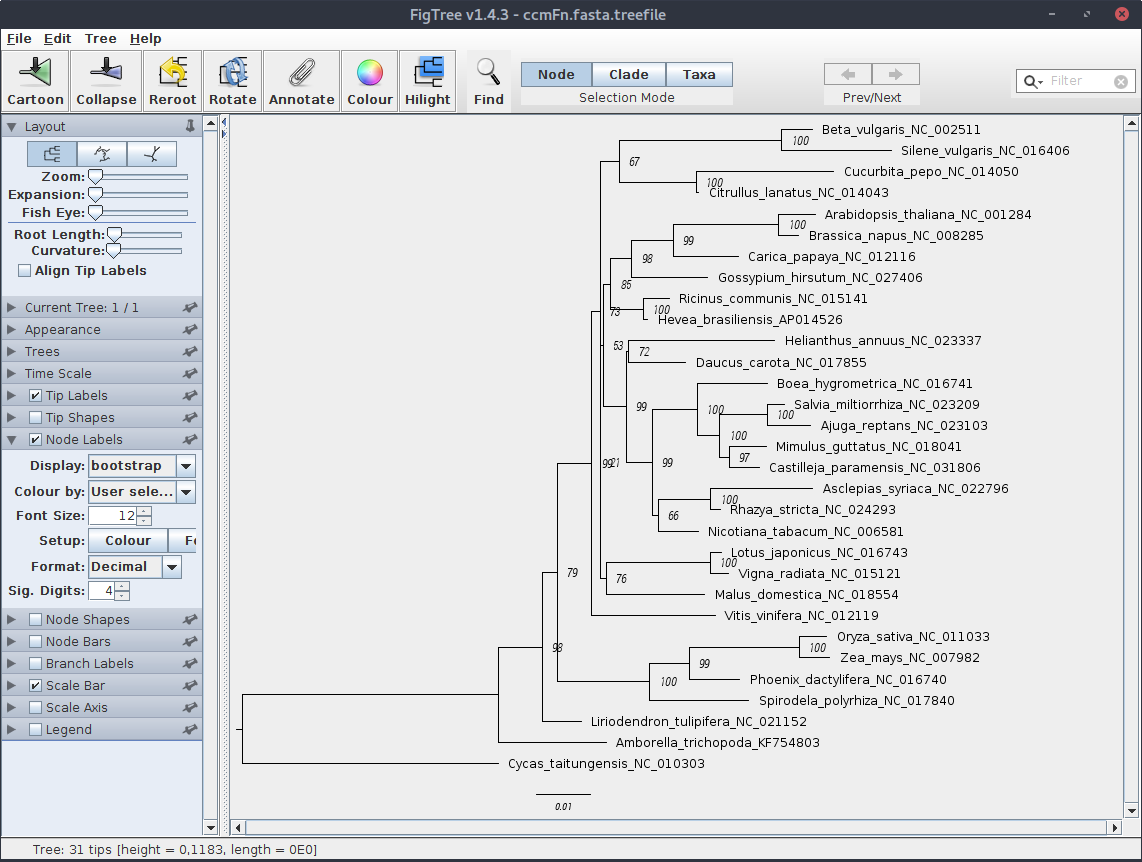 FigTree v1.4.3 - ccmFn.fasta.treefile
File Edit Tree Help
Cartoon Collapse Reroot Rotate Annotate Colour Hilight Find
Node Clade Taxa
Selection Mode
Prev/Next
Filter
Layout
Zoom:
Expansion:
Fish Eye:
Root Length:
Curvature:
Align Tip Labels
Current Tree: 1 / 1
Appearance
Trees
Time Scale
Tip Labels
Tip Shapes
Node Labels
Display: bootstrap
Colour by: User sele...
Font Size: 12
Setup: Colour
Format: Decimal
Sig. Digits: 4
Node Shapes
Node Bars
Branch Labels
Scale Bar
Scale Axis
Legend
Beta_vulgaris_NC_002511
100
Silene_vulgaris_NC_016406
67
Cucurbita_pepo_NC_014050
100
Citrullus_lanatus_NC_014043
Arabidopsis_thaliana_NC_001284
100
Brassica_napus_NC_008285
99
Carica_papaya_NC_012116
98
Gossypium_hirsutum_NC_027406
85
Ricinus_communis_NC_015141
100
73
Hevea_brasiliensis_AP014526
Helianthus_annuus_NC_023337
53
72
Daucus_carota_NC_017855
Boea_hygrometrica_NC_016741
99
Salvia_miltiorrhiza_NC_023209
100
100
Ajuga_reptans_NC_023103
100
Mimulus_guttatus_NC_018041
97
99
21
99
Castilleja_paramensis_NC_031806
Asclepias_syriaca_NC_022796
100
Rhazya_stricta_NC_024293
66
Nicotiana_tabacum_NC_006581
Lotus_japonicus_NC_016743
100
79
Vigna_radiata_NC_015121
76
Malus_domestica_NC_018554
Vitis_vinifera_NC_012119
Oryza_sativa_NC_011033
98
100
Zea_mays_NC_007982
99
Phoenix_dactylifera_NC_016740
100
Spirodela_polyrhiza_NC_017840
Liriodendron_tulipifera_NC_021152
Amborella_trichopoda_KF754803
Cycas_taitungensis_NC_010303
0.01
Tree: 31 tips [height = 0,1183, length = 0E0]